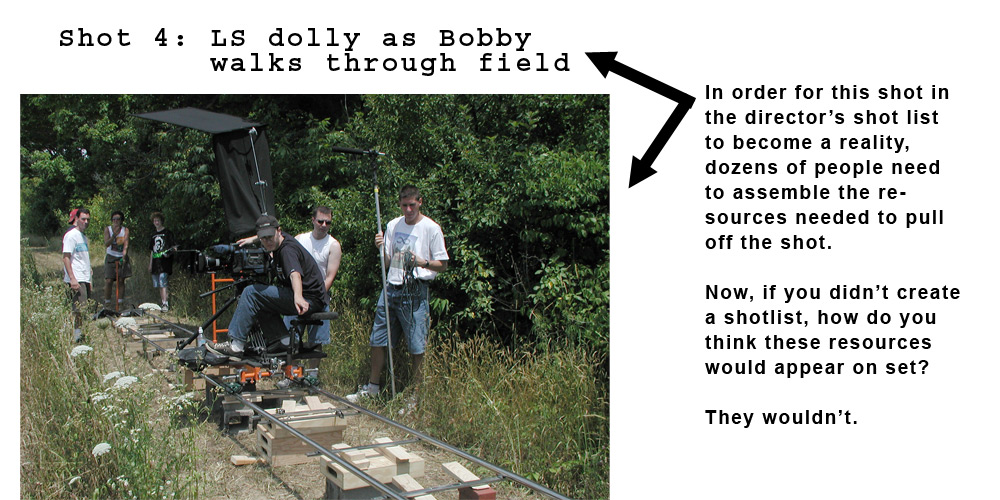 Shot 4: LS dolly as Bobby
walks through field
In order for this shot in
the director’s shot list
to become a reality,
dozens of people need
to assemble the re-
sources needed to pull
off the shot.
Now, if you didn’t create
a shotlist, how do you
think these resources
would appear on set?
They wouldn’t.